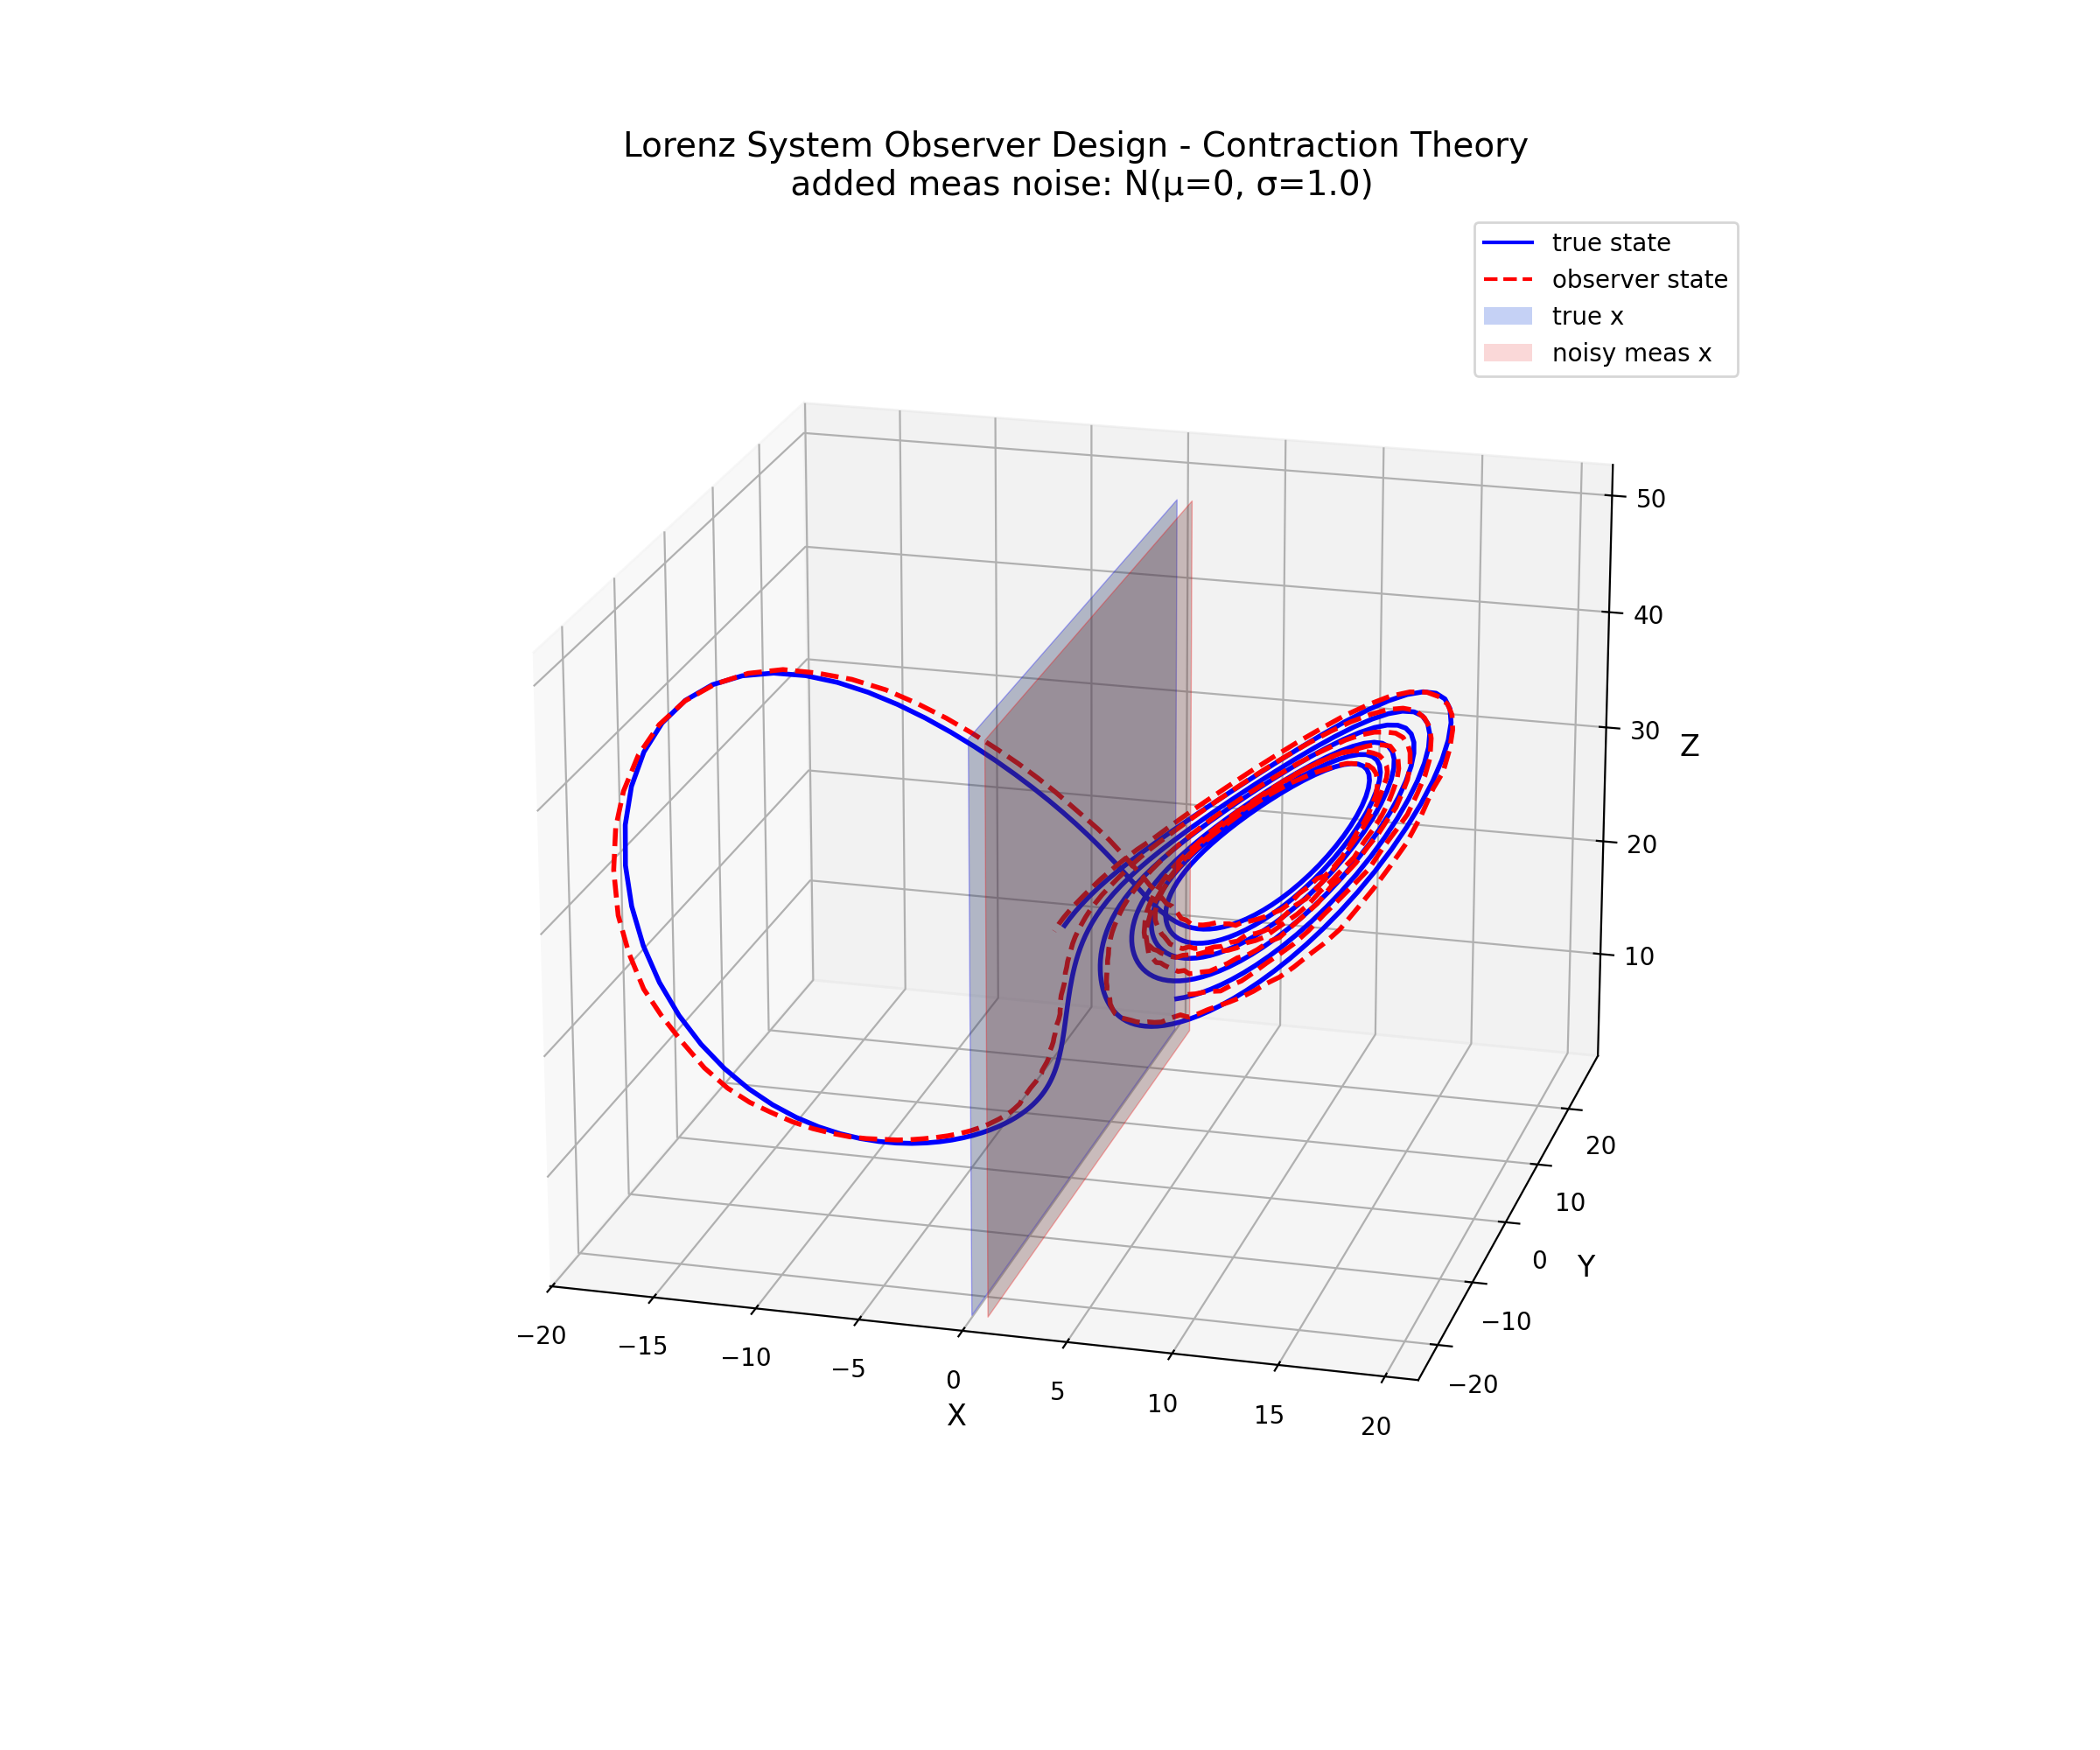 Lorenz System Observer Design - Contraction Theory
added meas noise: N(μ=0, σ=1.0)
true state
observer state
true x
noisy meas x
50
40
30
Z
20
10
20
10
0
Y
−10
−20
−20
−15
−10
−5
0
5
10
15
20
X